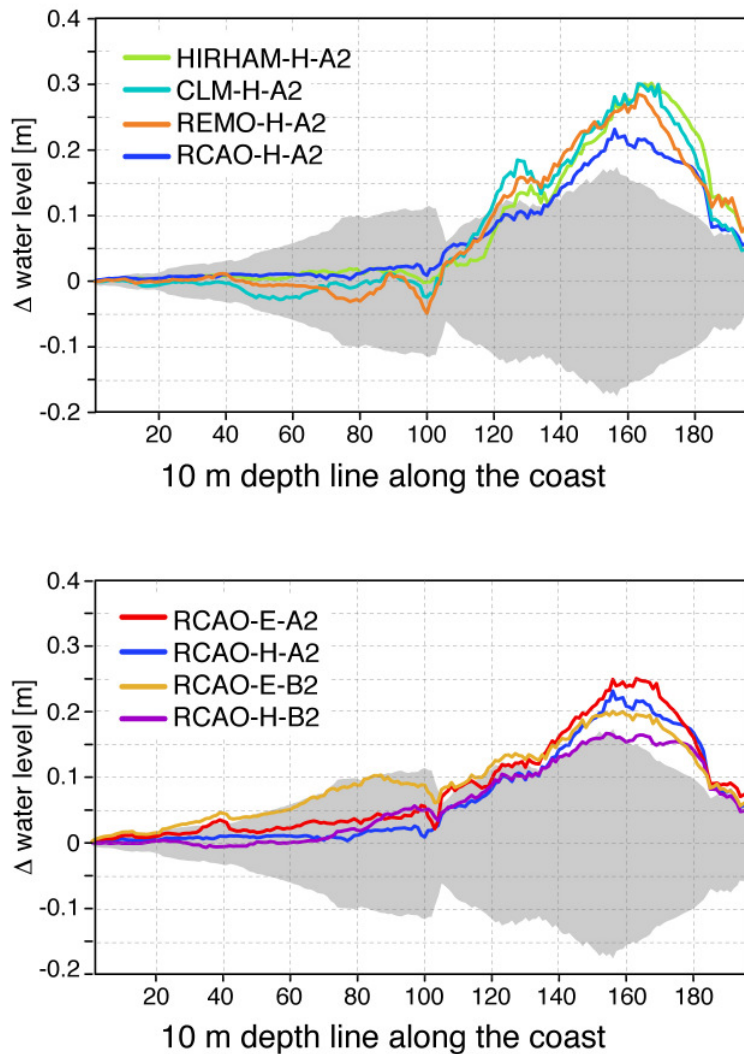 0.4
HIRHAM-H-A2
CLM-H-A2
REMO-H-A2
RCAO-H-A2
0.3
0.2
0.1
0
-0.1
-0.2
Δ water level [m]
20 40 60 80 100 120 140 160 180
10 m depth line along the coast
0.4
RCAO-E-A2
RCAO-H-A2
RCAO-E-B2
RCAO-H-B2
0.3
0.2
0.1
0
-0.1
-0.2
Δ water level [m]
20 40 60 80 100 120 140 160 180
10 m depth line along the coast